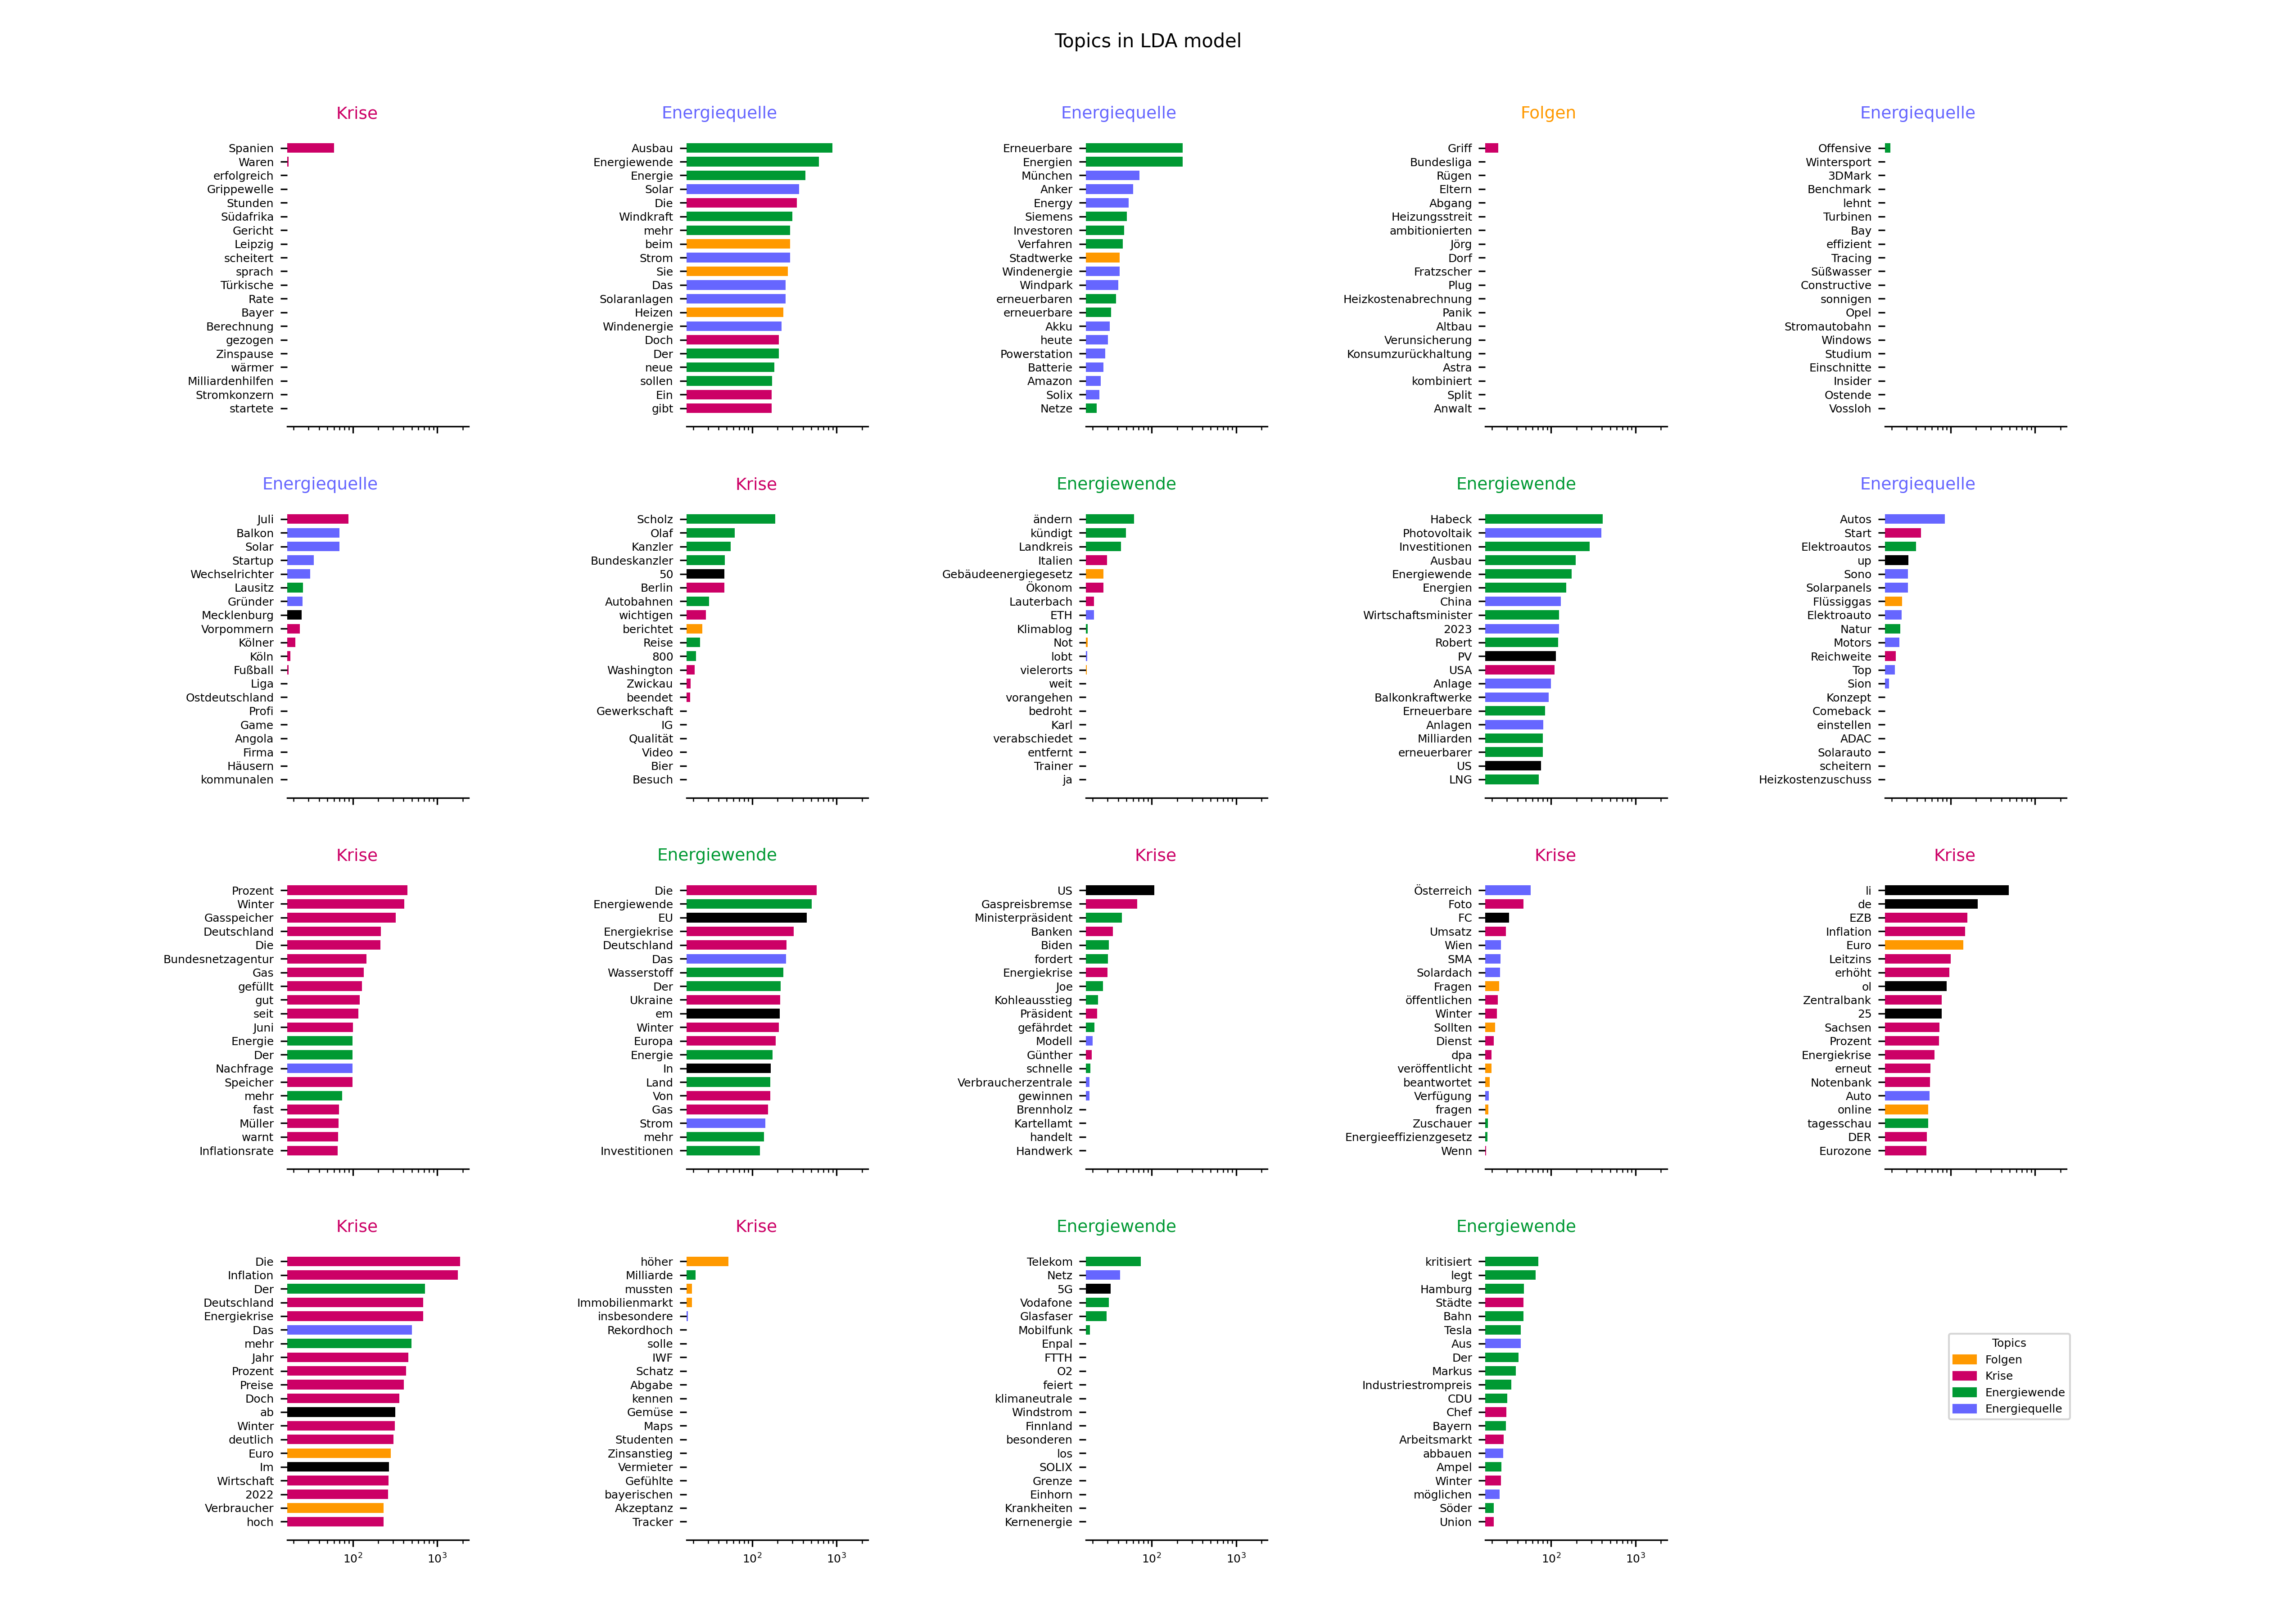 Topics in LDA model
Krise
Spanien
Waren
erfolgreich
Grippewelle
Stunden
Südafrika
Gericht
Leipzig
scheitert
sprach
Türkische
Rate
Bayer
Berechnung
gezogen
Zinspause
wärmer
Milliardenhilfen
Stromkonzern
startete
Energiequelle
Ausbau
Energiewende
Energie
Solar
Die
Windkraft
mehr
beim
Strom
Sie
Das
Solaranlagen
Heizen
Windenergie
Doch
Der
neue
sollen
Ein
gibt
Energiequelle
Erneuerbare
Energien
München
Anker
Energy
Siemens
Investoren
Verfahren
Stadtwerke
Windenergie
Windpark
erneuerbaren
erneuerbare
Akku
heute
Powerstation
Batterie
Amazon
Solix
Netze
Folgen
Griff
Bundesliga
Rügen
Eltern
Abgang
Heizungsstreit
ambitionierten
Jörg
Dorf
Fratzscher
Plug
Heizkostenabrechnung
Panik
Altbau
Verunsicherung
Konsumzurückhaltung
Astra
kombiniert
Split
Anwalt
Energiequelle
Offensive
Wintersport
3DMark
Benchmark
lehnt
Turbinen
Bay
effizient
Tracing
Süßwasser
Constructive
sonnigen
Opel
Stromautobahn
Windows
Studium
Einschnitte
Insider
Ostende
Vossloh
Energiequelle
Juli
Balkon
Solar
Startup
Wechselrichter
Lausitz
Gründer
Mecklenburg
Vorpommern
Kölner
Köln
Fußball
Liga
Ostdeutschland
Profi
Game
Angola
Firma
Häusern
kommunalen
Krise
Scholz
Olaf
Kanzler
Bundeskanzler
50
Berlin
Autobahnen
wichtigen
berichtet
Reise
800
Washington
Zwickau
beendet
Gewerkschaft
IG
Qualität
Video
Bier
Besuch
Energiewende
ändern
kündigt
Landkreis
Italien
Gebäudeenergiegesetz
Ökonom
Lauterbach
ETH
Klimablog
Not
lobt
vielerorts
weit
vorangehen
bedroht
Karl
verabschiedet
entfernt
Trainer
ja
Energiewende
Habeck
Photovoltaik
Investitionen
Ausbau
Energiewende
Energien
China
Wirtschaftsminister
2023
Robert
PV
USA
Anlage
Balkonkraftwerke
Erneuerbare
Anlagen
Milliarden
erneuerbarer
US
LNG
Energiequelle
Autos
Start
Elektroautos
up
Sono
Solarpanels
Flüssiggas
Elektroauto
Natur
Motors
Reichweite
Top
Sion
Konzept
Comeback
einstellen
ADAC
Solarauto
scheitern
Heizkostenzuschuss
Krise
Prozent
Winter
Gasspeicher
Deutschland
Die
Bundesnetzagentur
Gas
gefüllt
gut
seit
Juni
Energie
Der
Nachfrage
Speicher
mehr
fast
Müller
warnt
Inflationsrate
Energiewende
Die
Energiewende
EU
Energiekrise
Deutschland
Das
Wasserstoff
Der
Ukraine
em
Winter
Europa
Energie
In
Land
Von
Gas
Strom
mehr
Investitionen
Krise
US
Gaspreisbremse
Ministerpräsident
Banken
Biden
fordert
Energiekrise
Joe
Kohleausstieg
Präsident
gefährdet
Modell
Günther
schnelle
Verbraucherzentrale
gewinnen
Brennholz
Kartellamt
handelt
Handwerk
Krise
Österreich
Foto
FC
Umsatz
Wien
SMA
Solardach
Fragen
öffentlichen
Winter
Sollten
Dienst
dpa
veröffentlicht
beantwortet
Verfügung
fragen
Zuschauer
Energieeffizienzgesetz
Wenn
Krise
li
de
EZB
Inflation
Euro
Leitzins
erhöht
ol
Zentralbank
25
Sachsen
Prozent
Energiekrise
erneut
Notenbank
Auto
online
tagesschau
DER
Eurozone
Krise
Die
Inflation
Der
Deutschland
Energiekrise
Das
mehr
Jahr
Prozent
Preise
Doch
ab
Winter
deutlich
Euro
Im
Wirtschaft
2022
Verbraucher
hoch
10² 10³
Krise
höher
Milliarde
mussten
Immobilienmarkt
insbesondere
Rekordhoch
solle
IWF
Schatz
Abgabe
kennen
Gemüse
Maps
Studenten
Zinsanstieg
Vermieter
Gefühlte
bayerischen
Akzeptanz
Tracker
10² 10³
Energiewende
Telekom
Netz
5G
Vodafone
Glasfaser
Mobilfunk
Enpal
FTTH
O2
feiert
klimaneutrale
Windstrom
Finnland
besonderen
los
SOLIX
Grenze
Einhorn
Krankheiten
Kernenergie
10² 10³
Energiewende
kritisiert
legt
Hamburg
Städte
Bahn
Tesla
Aus
Der
Markus
Industriestrompreis
CDU
Chef
Bayern
Arbeitsmarkt
abbauen
Ampel
Winter
möglichen
Söder
Union
10² 10³
Topics
Folgen
Krise
Energiewende
Energiequelle